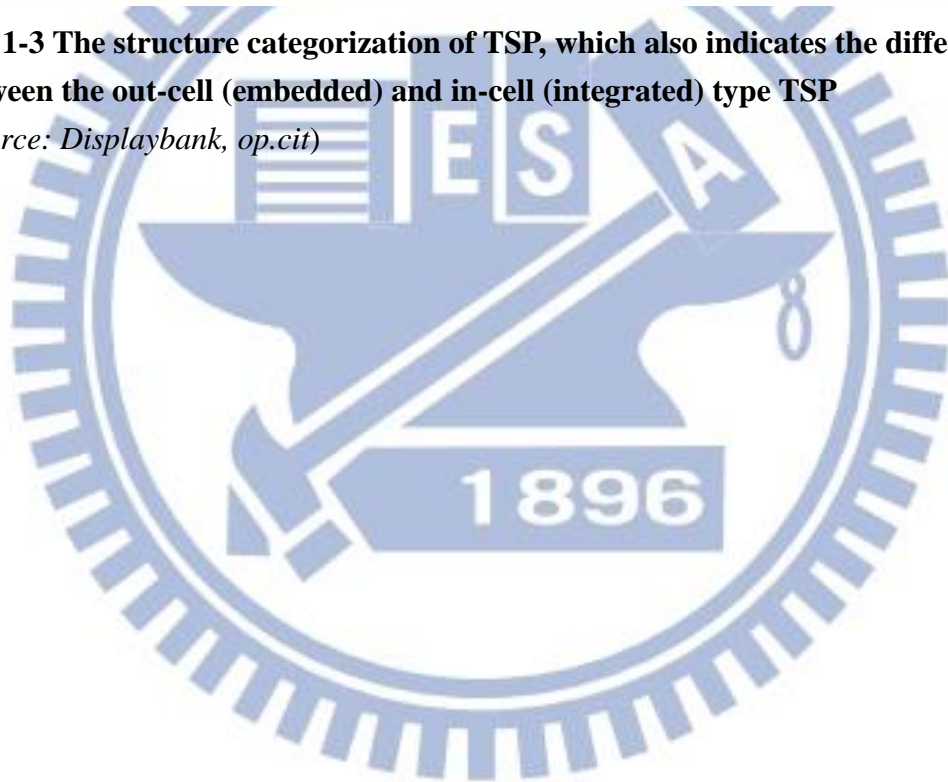 1-3 The structure categorization of TSP, which also indicates the diffe
ween the out-cell (embedded) and in-cell (integrated) type TSP
rce: Displaybank, op.cit)
E S A
1896